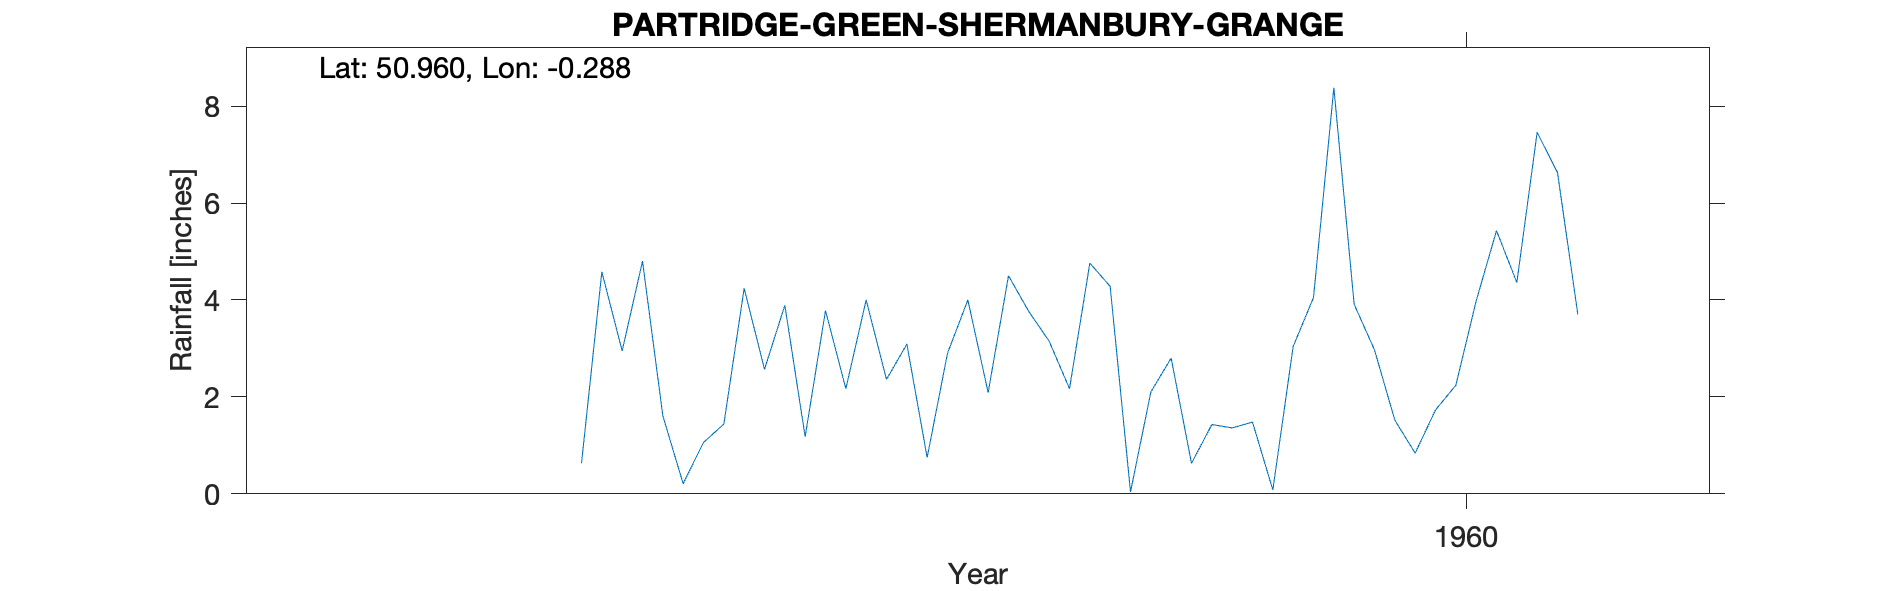 PARTRIDGE-GREEN-SHERMANBURY-GRANGE
Lat: 50.960, Lon: -0.288
8
6
4
2
0
Rainfall [inches]
1960
Year